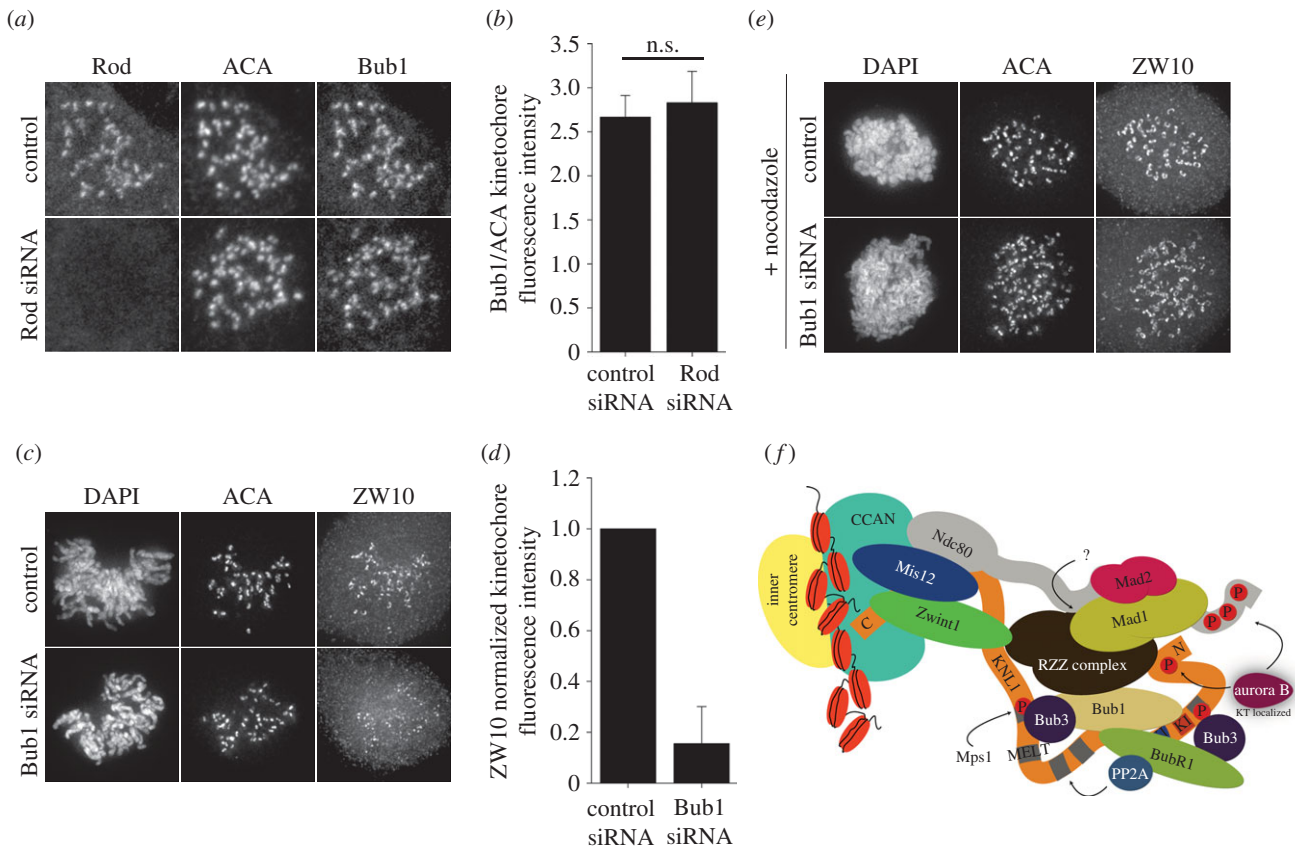 (a)
Rod ACA Bub1
control
Rod siRNA
(b)
n.s.
Bub1/ACA kinetochore
fluorescence intensity
3.5
3.0
2.5
2.0
1.5
1.0
0.5
0
control
siRNA
Rod
siRNA
(e)
DAPI ACA ZW10
+ nocodazole
control
Bub1 siRNA
(c)
DAPI ACA ZW10
control
Bub1 siRNA
(d)
ZW10 normalized kinetochore
fluorescence intensity
1.2
1.0
0.8
0.6
0.4
0.2
0
control
siRNA
Bub1
siRNA
(f)
inner
centromere
CCAN
Ndc80
Mis12
C
Zwint1
?
Mad2
Mad1
P
P
P
RZZ complex
N
P
KNL1
aurora B
KT localized
P
Bub3
Bub1
KI
P
Bub3
Mps1
MELT
BubR1
PP2A